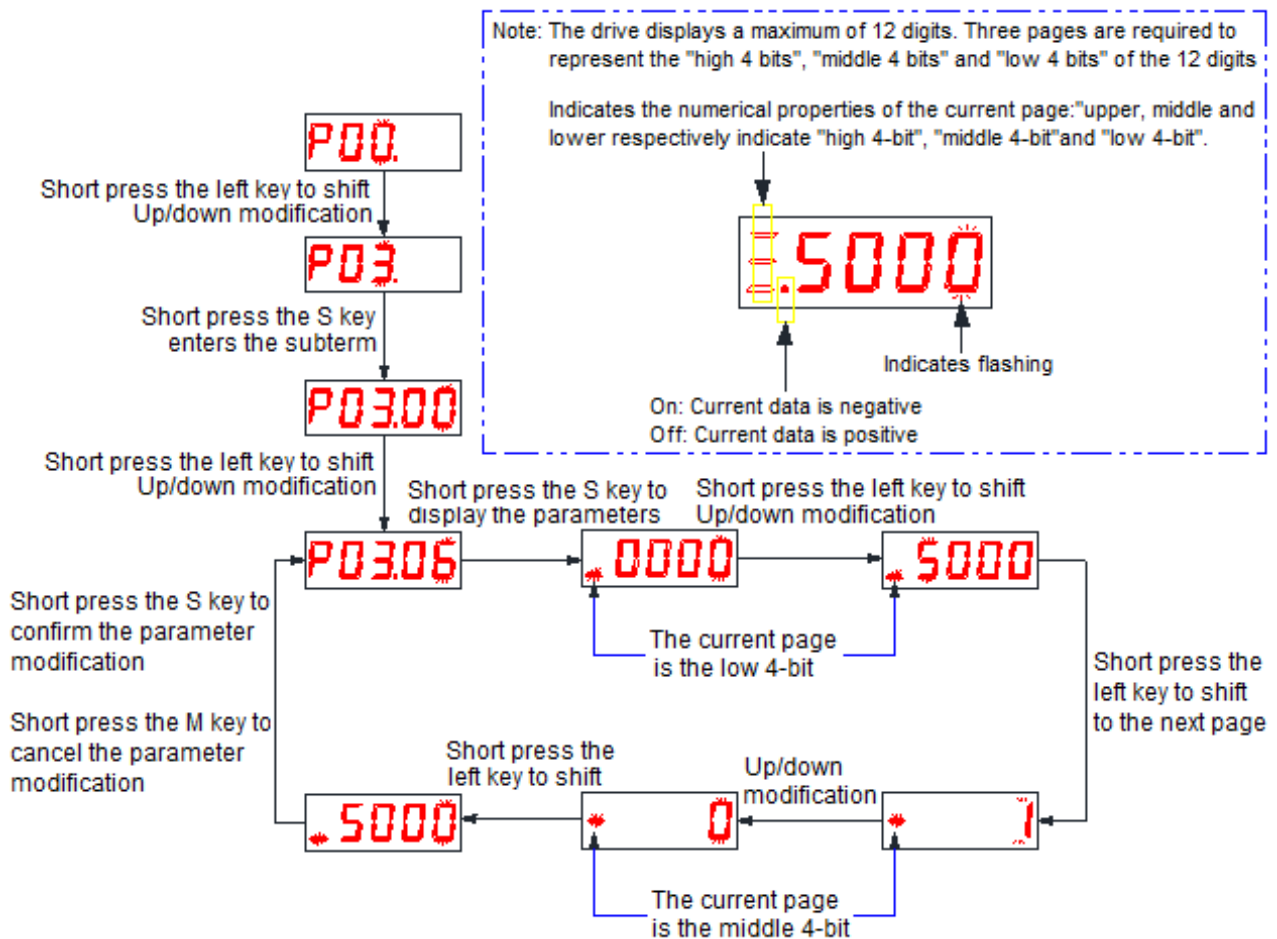 Note: The drive displays a maximum of 12 digits. Three pages are required to
represent the "high 4 bits", "middle 4 bits" and "low 4 bits" of the 12 digits
Indicates the numerical properties of the current page:"upper, middle and
lower respectively indicate "high 4-bit", "middle 4-bit"and "low 4-bit".
.5000
Indicates flashing
On: Current data is negative
Off: Current data is positive
P00.
Short press the left key to shift
Up/down modification
P03.
Short press the S key
enters the subterm
P03.00
Short press the left key to shift
Up/down modification
P03.06
Short press the S key to
display the parameters
.0000
Short press the left key to shift
Up/down modification
.5000
The current page
is the low 4-bit
Short press the
left key to shift
to the next page
1
Up/down
modification
0
The current page
is the middle 4-bit
Short press the
left key to shift
.5000
Short press the S key to
confirm the parameter
modification
Short press the M key to
cancel the parameter
modification